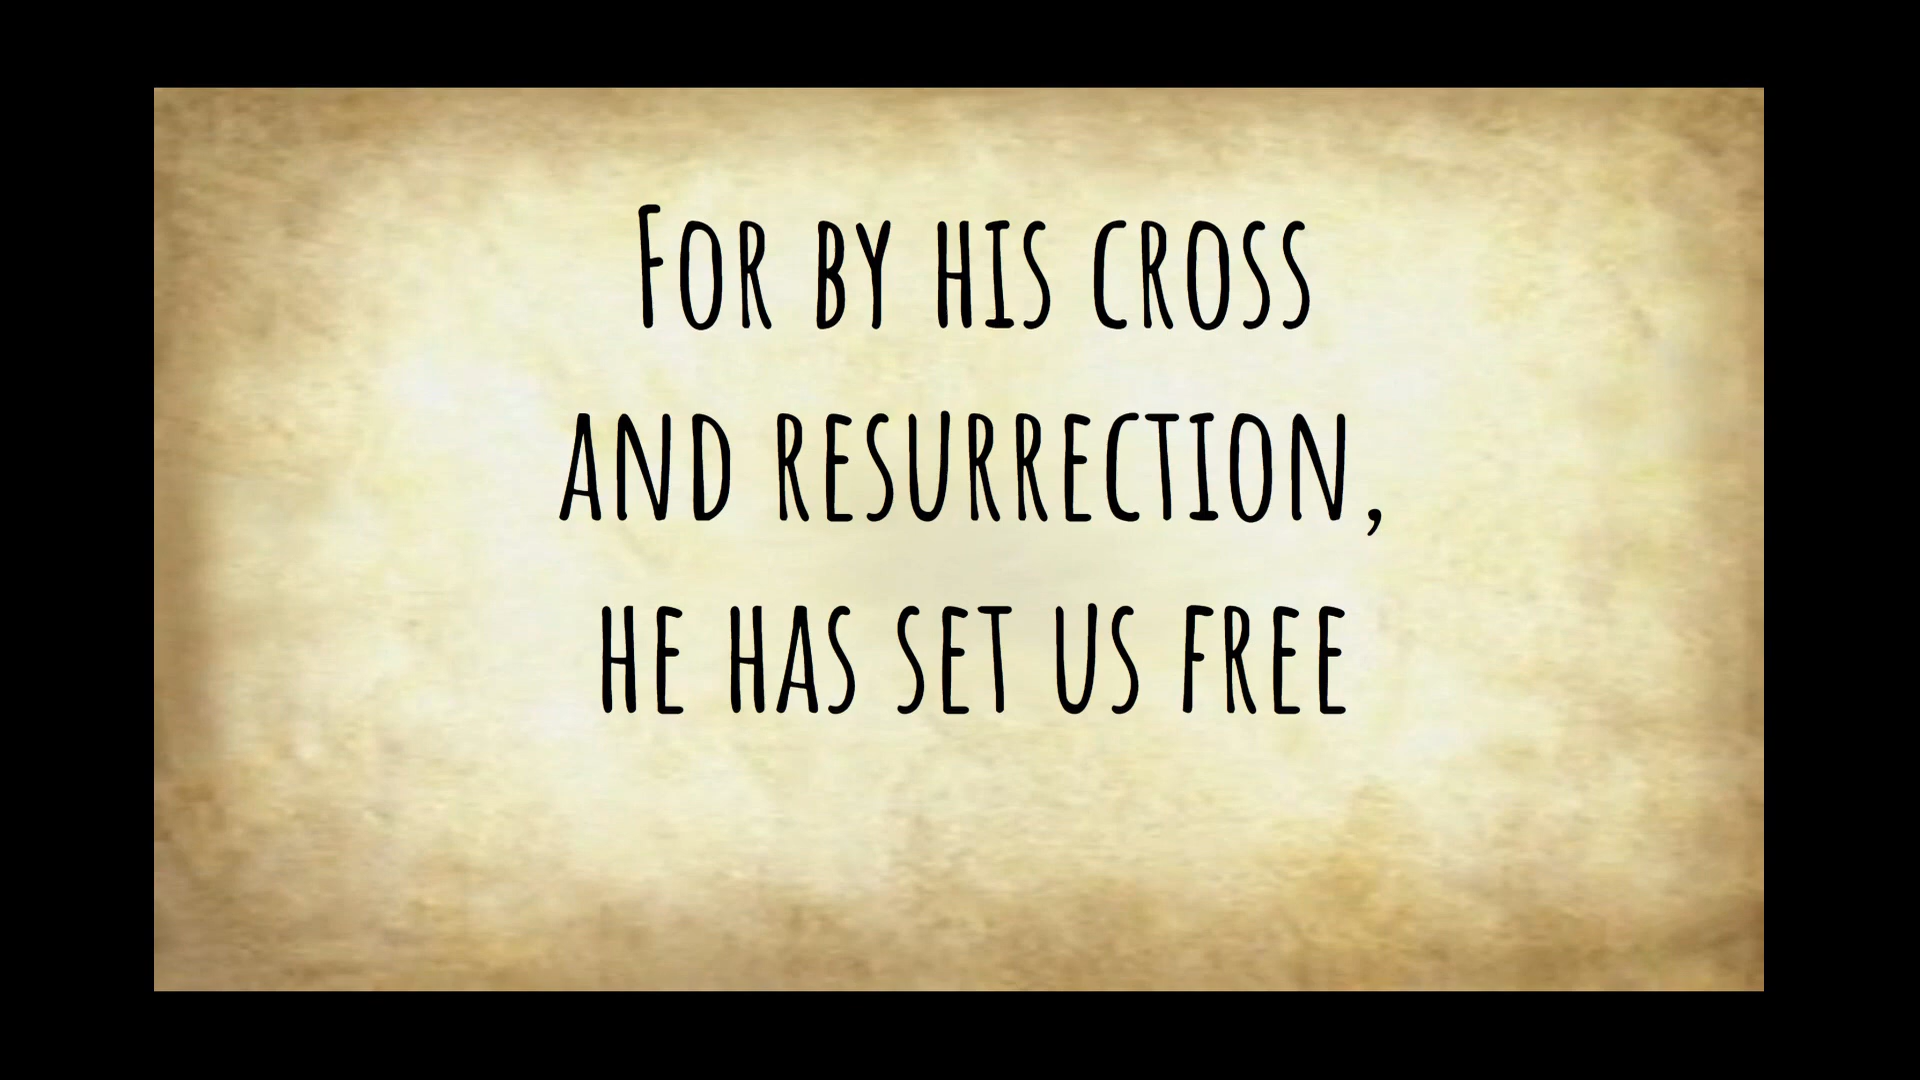 For by his cross
and resurrection,
he has set us free